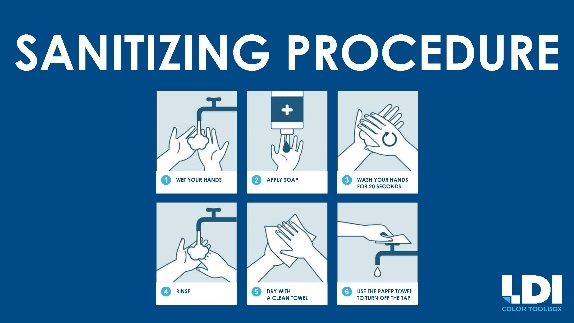 SANITIZING PROCEDURE
1 WET YOUR HANDS
2 APPLY SOAP
3 WASH YOUR HANDS
FOR 20 SECONDS
4 RINSE
5 DRY WITH
A CLEAN TOWEL
6 USE THE PAPER TOWEL
TO TURN OFF THE TAP
LDI
COLOR TOOLBOX